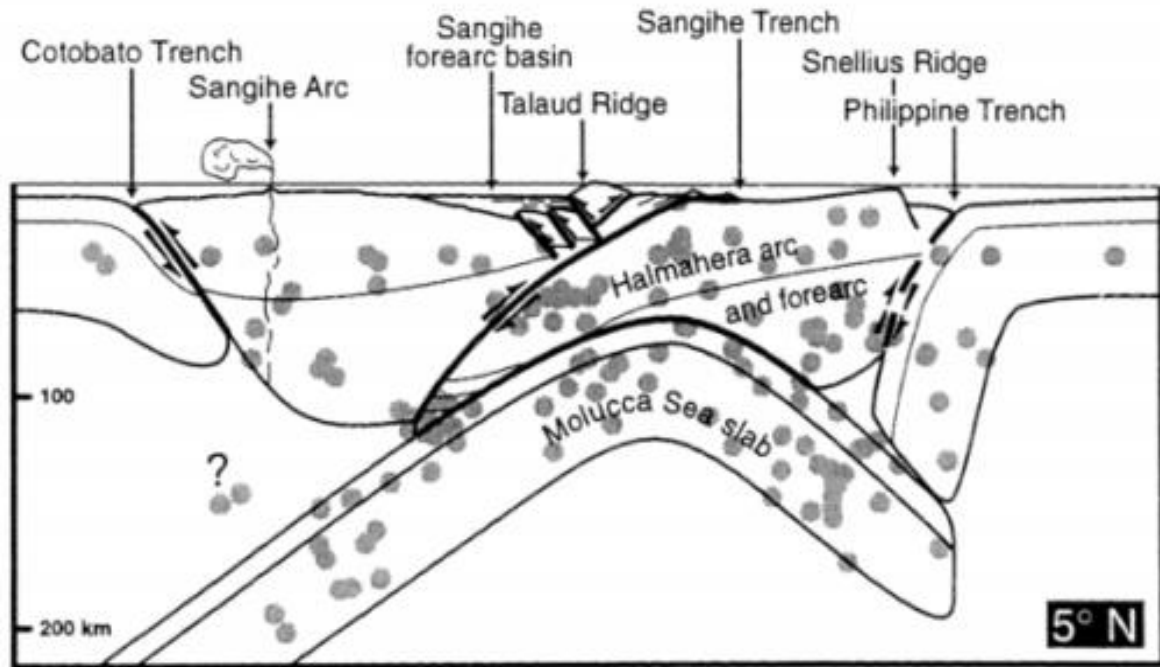 Cotobato Trench
Sangihe Arc
Sangihe
forearc basin
Talaud Ridge
Sangihe Trench
Snellius Ridge
Philippine Trench
Halmahera arc
and forearc
100
Molucca Sea slab
?
200 km
5° N